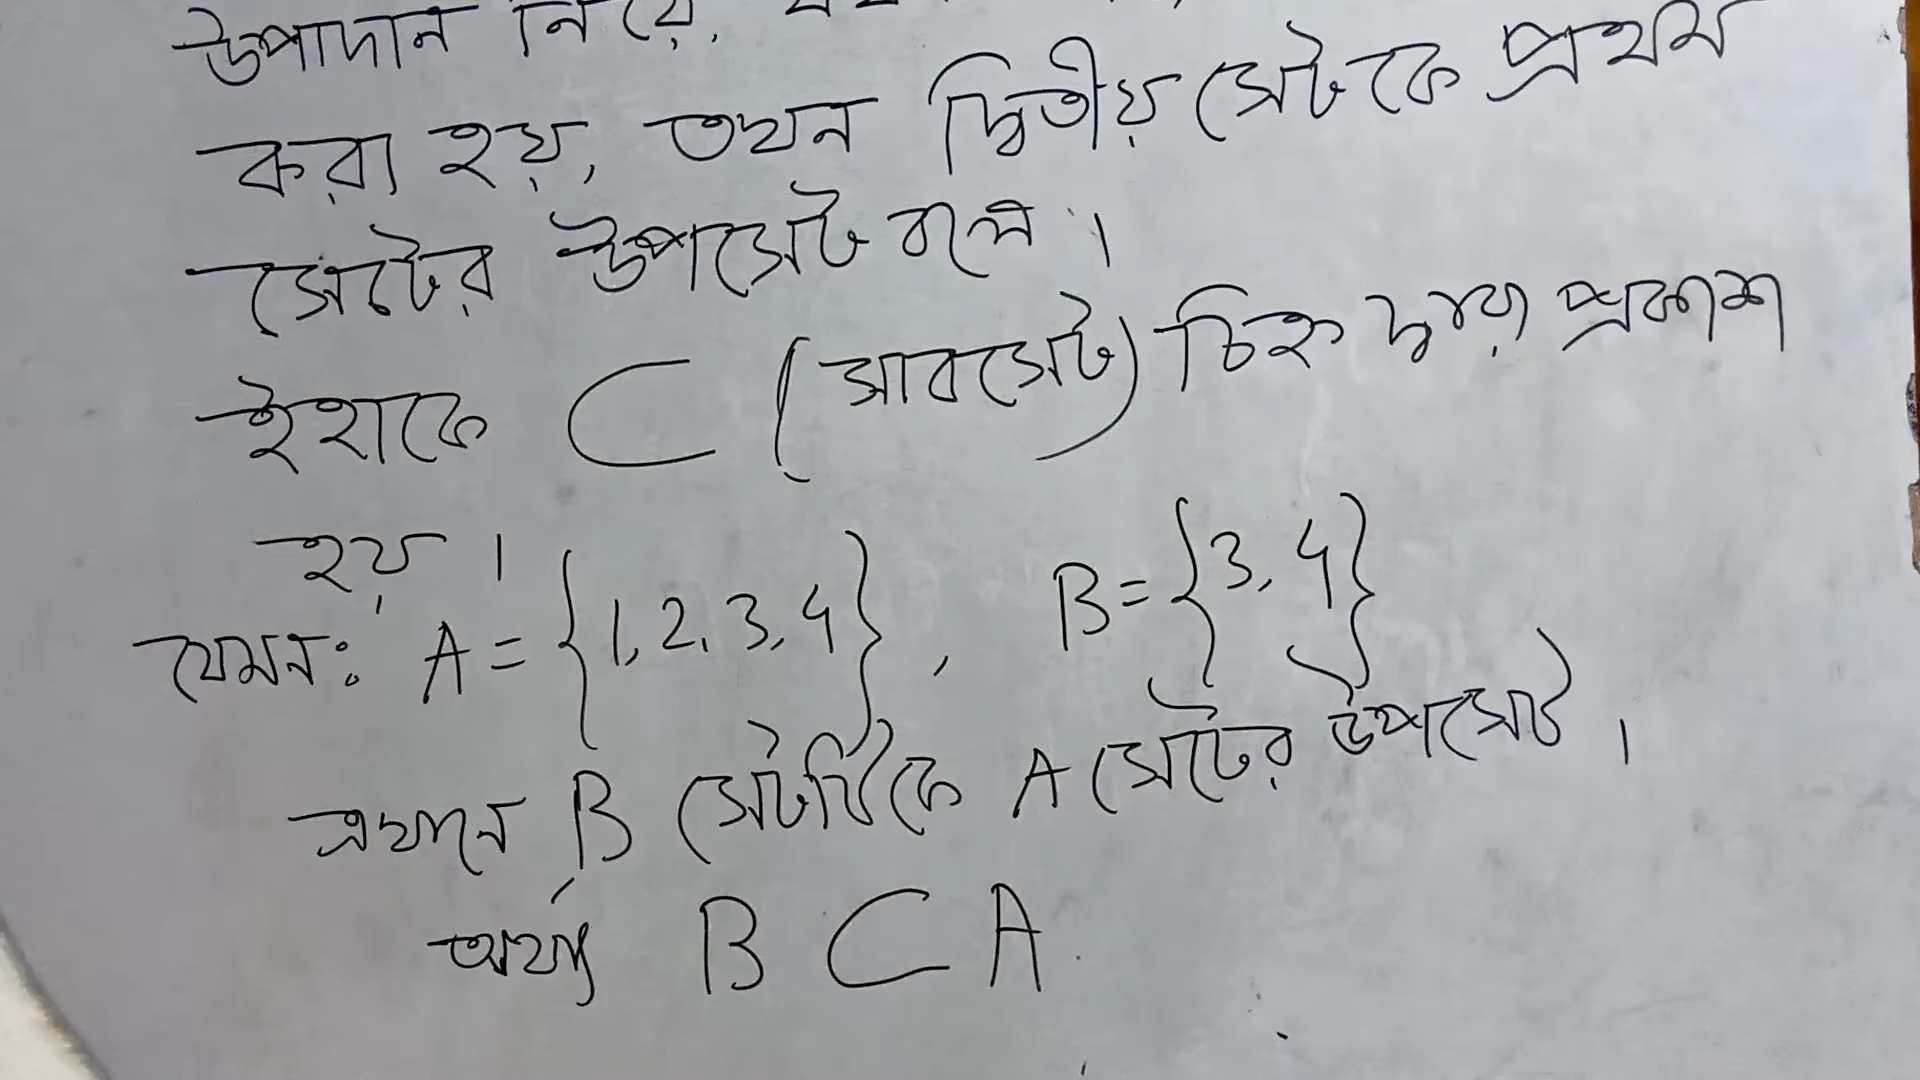 উপাদান নিয়ে,
করা হয়, তখন দ্বিতীয় সেটকে প্রথম
সেটের উপসেট বলে ।
ইহাকে ⊂ (সাবসেট) চিহ্ন দ্বারা প্রকাশ
হয় ।
যেমনঃ A = {1, 2, 3, 4} , B = {3, 4}
এখানে B সেটটিকে A সেটের উপসেট ।
অর্থাৎ B ⊂ A